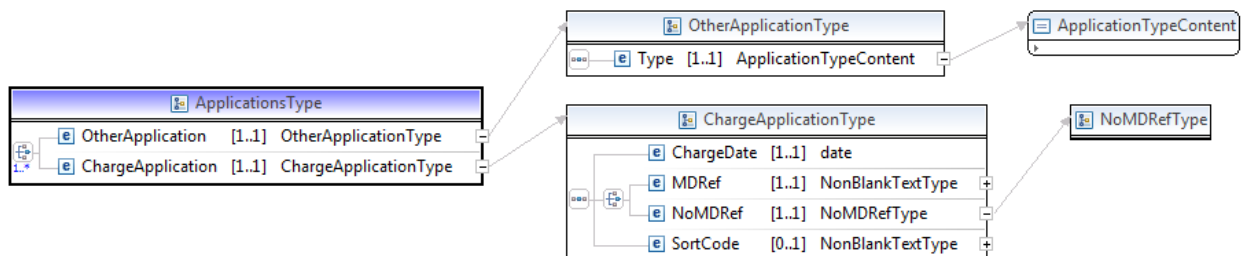 OtherApplicationType
Type [1..1] ApplicationTypeContent
ApplicationTypeContent
ApplicationsType
OtherApplication [1..1] OtherApplicationType
ChargeApplication [1..1] ChargeApplicationType
1..*
ChargeApplicationType
ChargeDate [1..1] date
MDRef [1..1] NonBlankTextType
NoMDRef [1..1] NoMDRefType
SortCode [0..1] NonBlankTextType
NoMDRefType